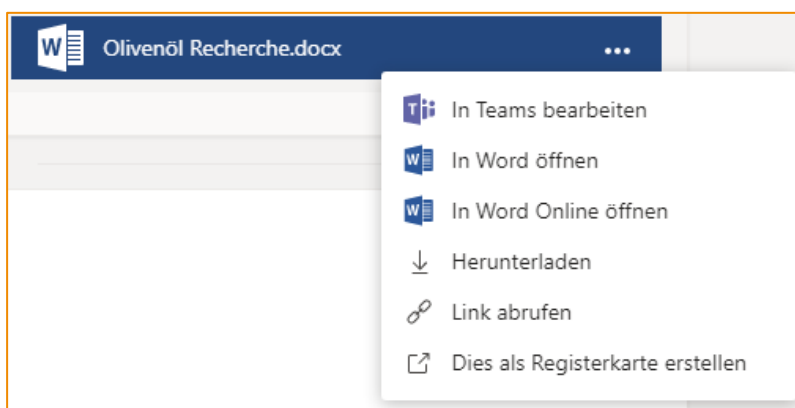 Olivenöl Recherche.docx
In Teams bearbeiten
In Word öffnen
In Word Online öffnen
Herunterladen
Link abrufen
Dies als Registerkarte erstellen